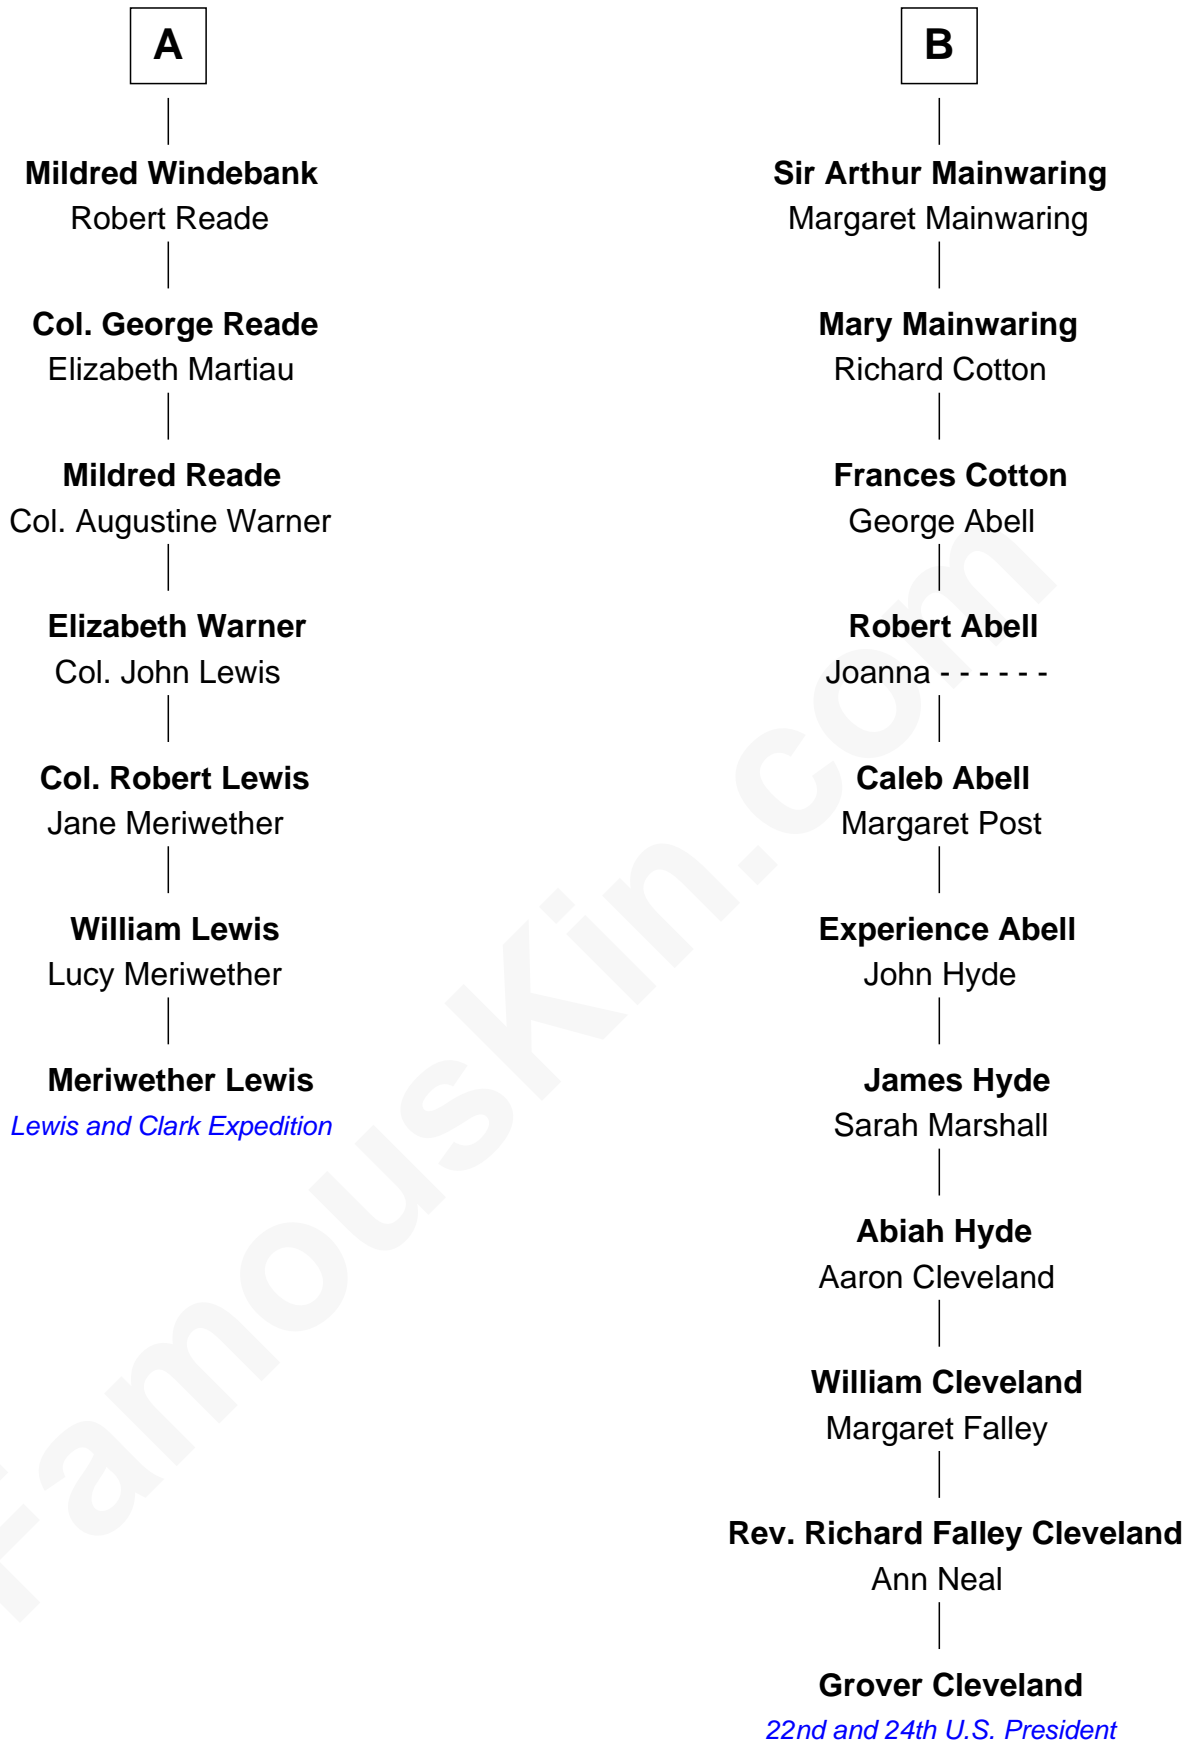 A
Mildred Windebank
Robert Reade
Col. George Reade
Elizabeth Martiau
Mildred Reade
Col. Augustine Warner
Elizabeth Warner
Col. John Lewis
Col. Robert Lewis
Jane Meriwether
William Lewis
Lucy Meriwether
Meriwether Lewis
Lewis and Clark Expedition
B
Sir Arthur Mainwaring
Margaret Mainwaring
Mary Mainwaring
Richard Cotton
Frances Cotton
George Abell
Robert Abell
Joanna - - - - - -
Caleb Abell
Margaret Post
Experience Abell
John Hyde
James Hyde
Sarah Marshall
Abiah Hyde
Aaron Cleveland
William Cleveland
Margaret Falley
Rev. Richard Falley Cleveland
Ann Neal
Grover Cleveland
22nd and 24th U.S. President
FamousKin.com